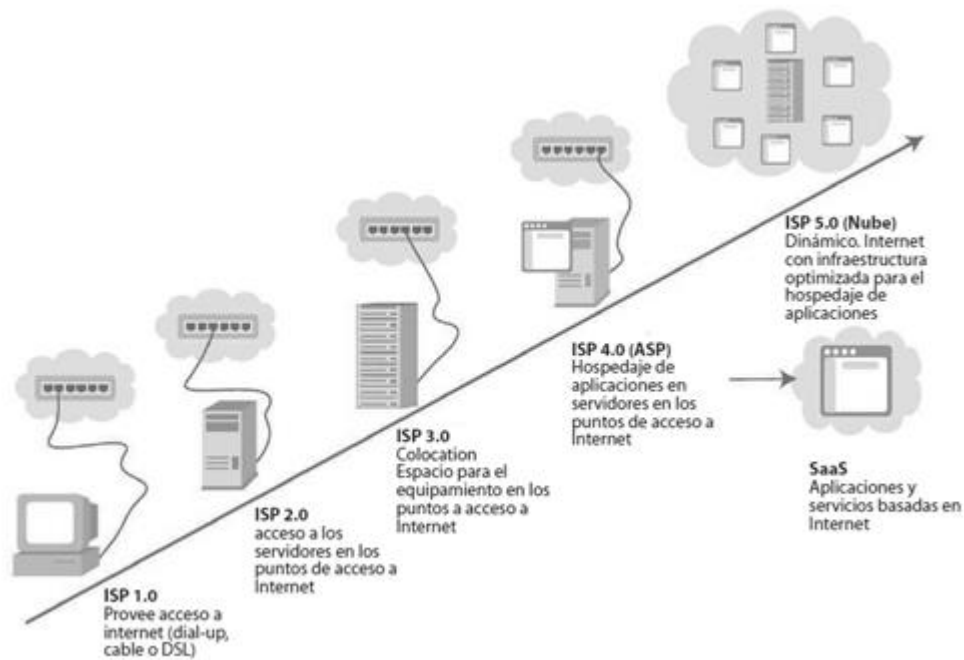 ISP 5.0 (Nube)
Dinámico. Internet
con infraestructura
optimizada para el
hospedaje de
aplicaciones
ISP 4.0 (ASP)
Hospedaje de
aplicaciones en
servidores en los
puntos de acceso a
Internet
SaaS
Aplicaciones y
servicios basadas en
Internet
ISP 3.0
Colocation
Espacio para el
equipamiento en los
puntos a acceso a
Internet
ISP 2.0
acceso a los
servidores en los
puntos de acceso a
Internet
ISP 1.0
Provee acceso a
internet (dial-up,
cable o DSL)